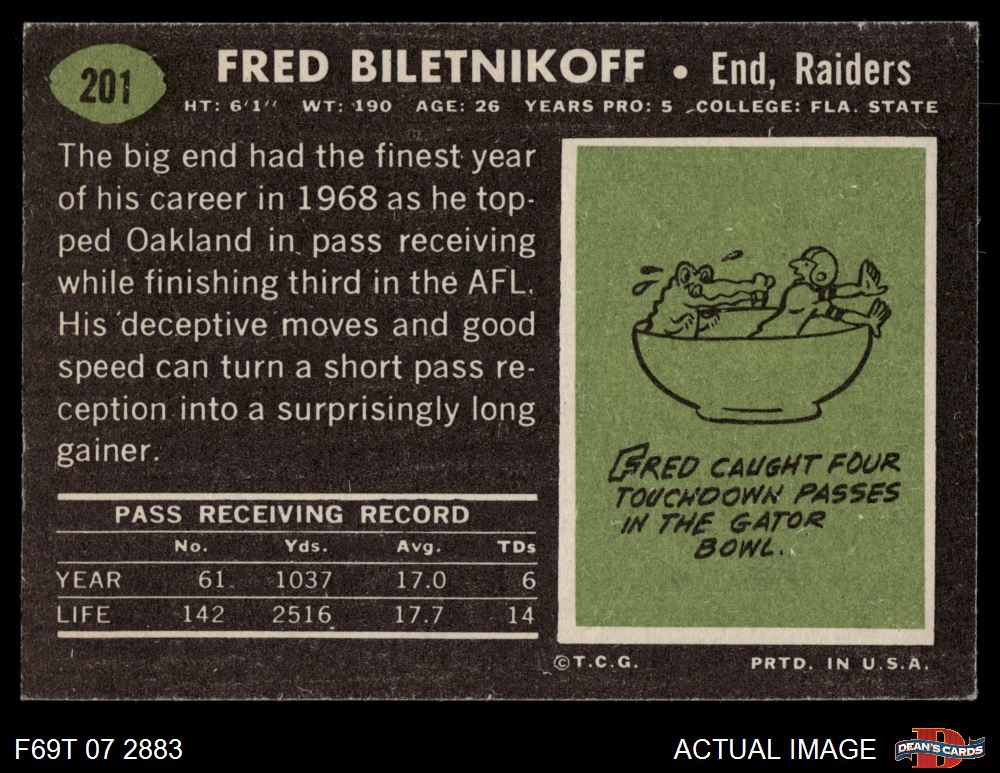 201
FRED BILETNIKOFF • End, Raiders
HT: 6'1" WT: 190 AGE: 26 YEARS PRO: 5 COLLEGE: FLA. STATE
The big end had the finest year
of his career in 1968 as he top-
ped Oakland in pass receiving
while finishing third in the AFL.
His deceptive moves and good
speed can turn a short pass re-
ception into a surprisingly long
gainer.
PASS RECEIVING RECORD
No. Yds. Avg. TDs
YEAR 61 1037 17.0 6
LIFE 142 2516 17.7 14
FRED CAUGHT FOUR
TOUCHDOWN PASSES
IN THE GATOR
BOWL.
©T.C.G. PRTD. IN U.S.A.
F69T 07 2883
ACTUAL IMAGE
D
DEAN'S CARDS